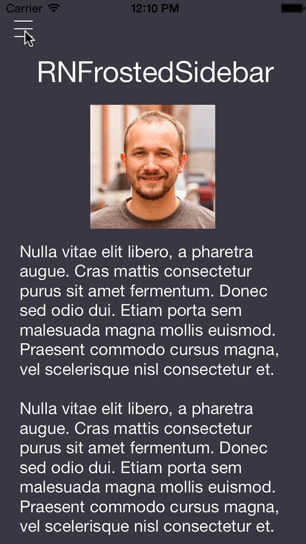 Carrier 12:10 PM
RNFrostedSidebar
Nulla vitae elit libero, a pharetra
augue. Cras mattis consectetur
purus sit amet fermentum. Donec
sed odio dui. Etiam porta sem
malesuada magna mollis euismod.
Praesent commodo cursus magna,
vel scelerisque nisl consectetur et.
Nulla vitae elit libero, a pharetra
augue. Cras mattis consectetur
purus sit amet fermentum. Donec
sed odio dui. Etiam porta sem
malesuada magna mollis euismod.
Praesent commodo cursus magna,
vel scelerisque nisl consectetur et.